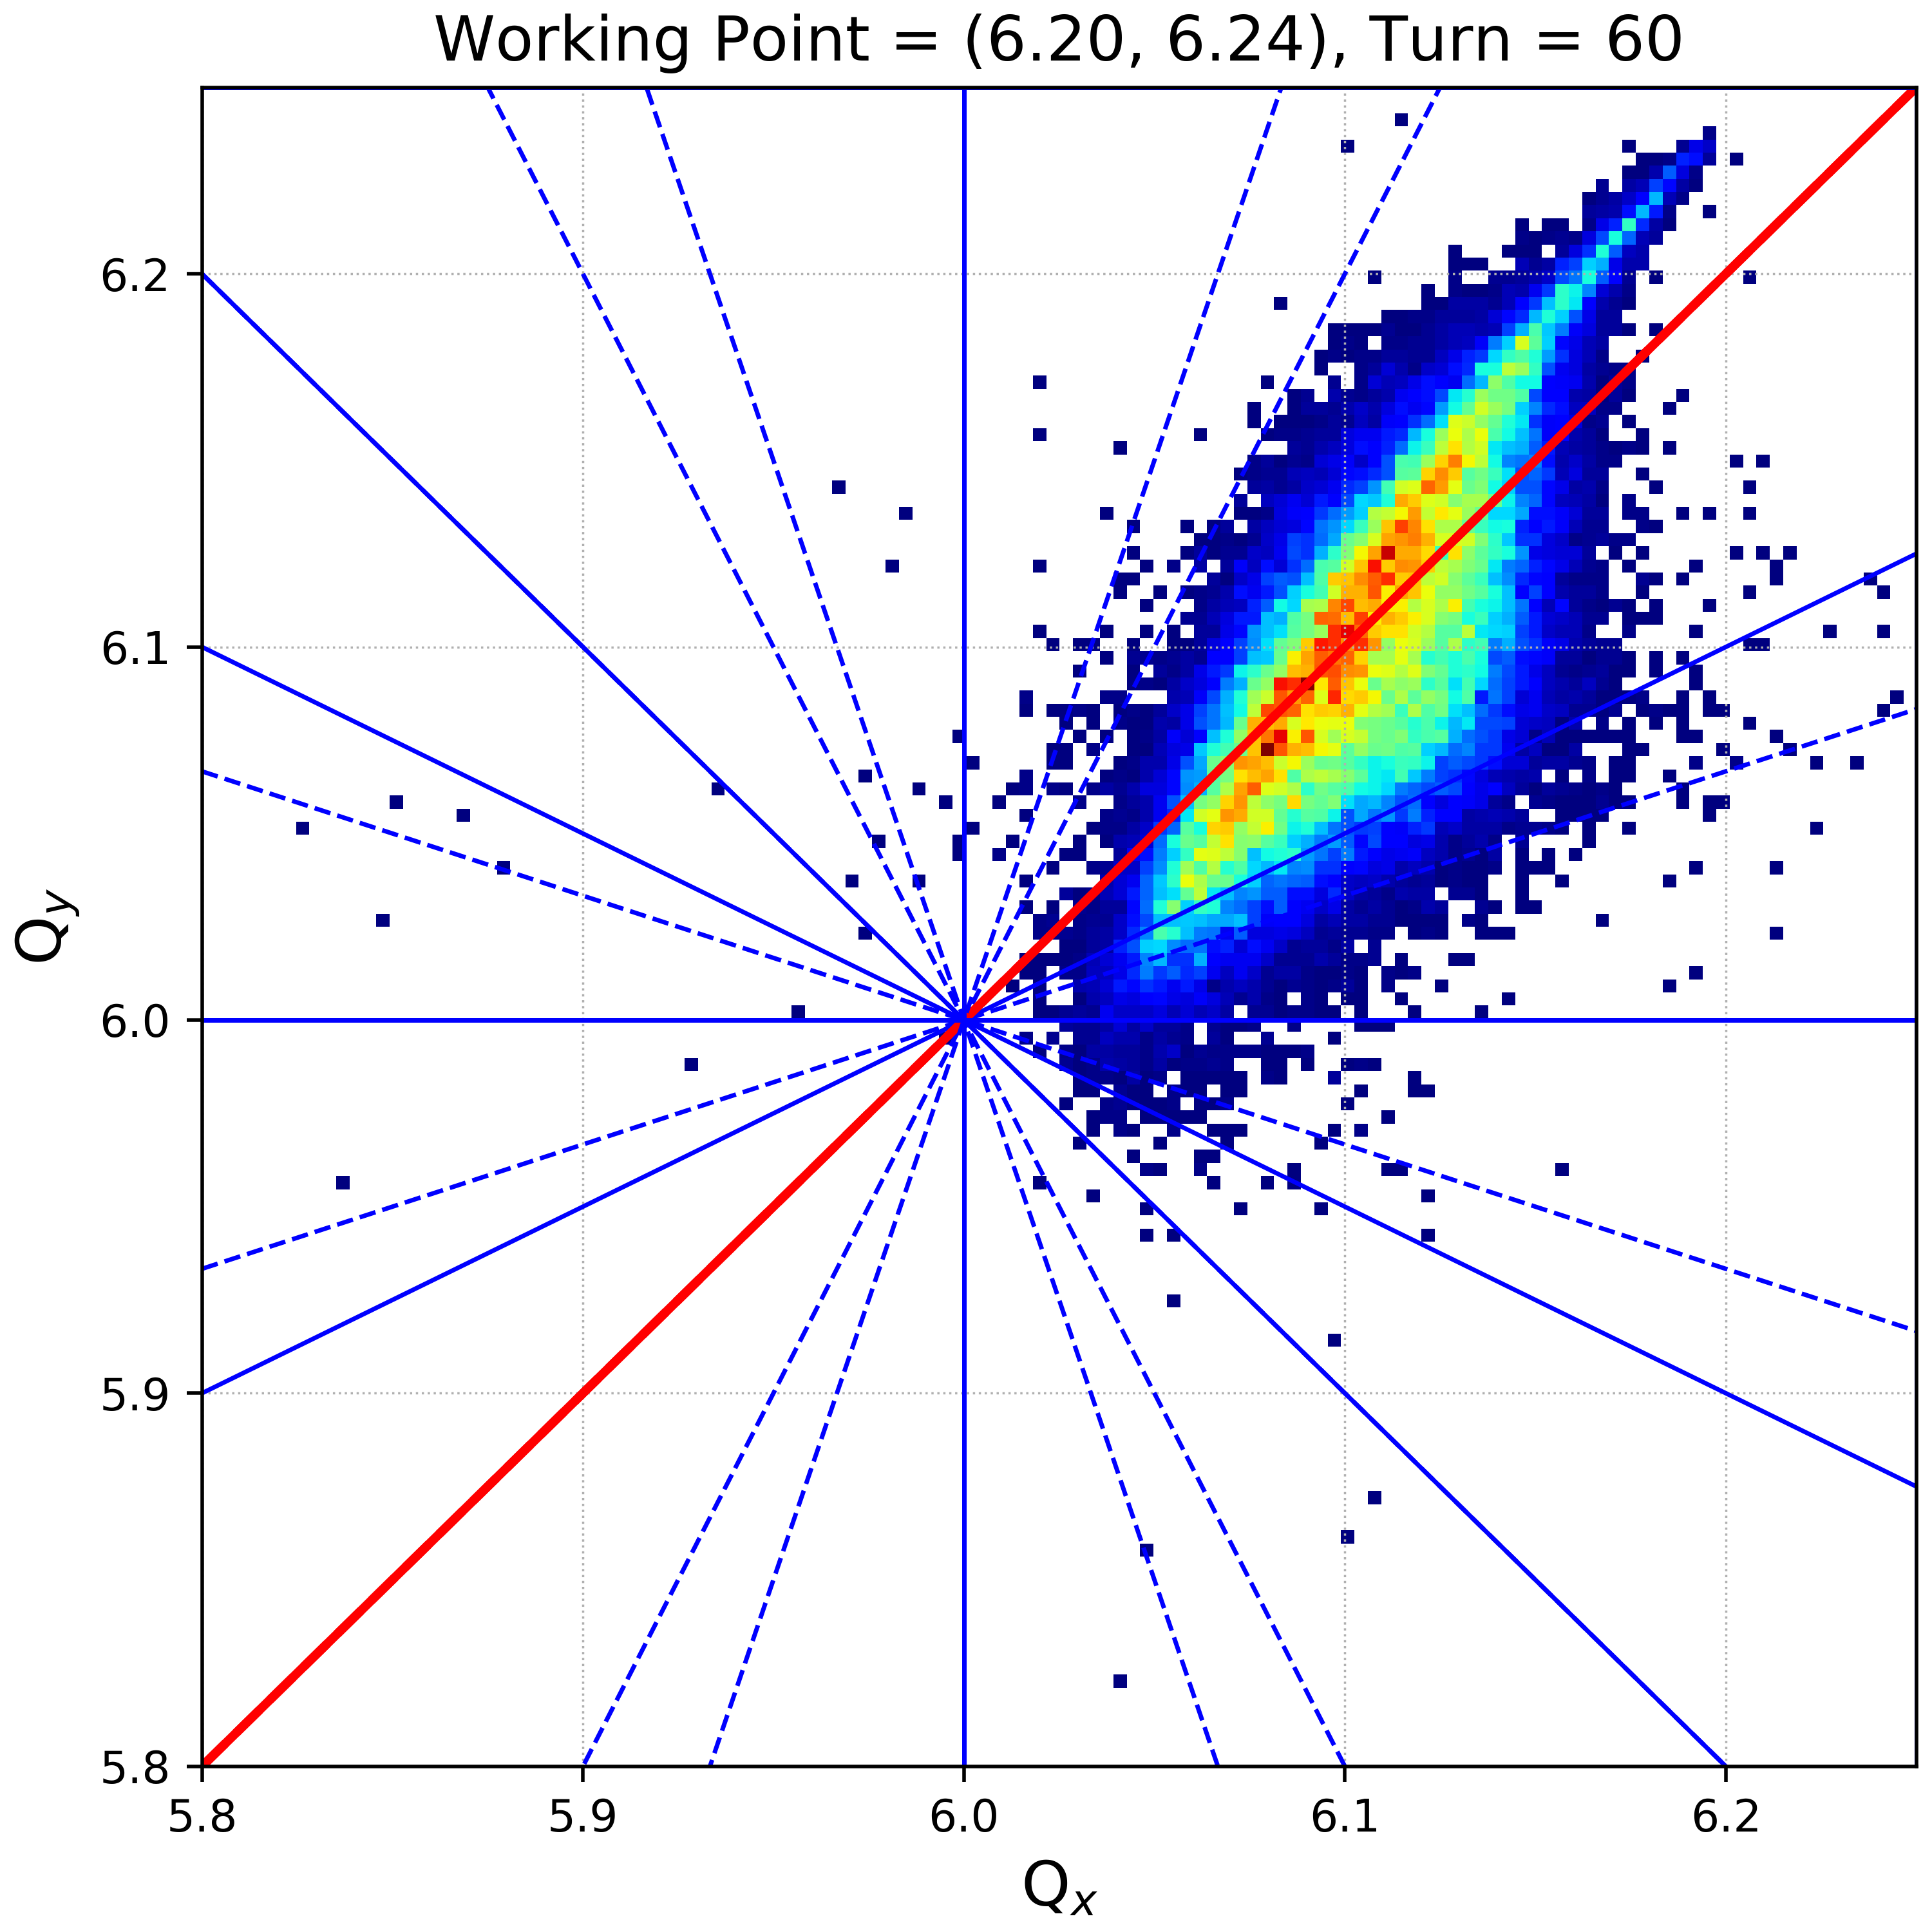 Working Point = (6.20, 6.24), Turn = 60
6.2
6.1
6.0
5.9
5.8
Qy
5.8 5.9 6.0 6.1 6.2
Qx